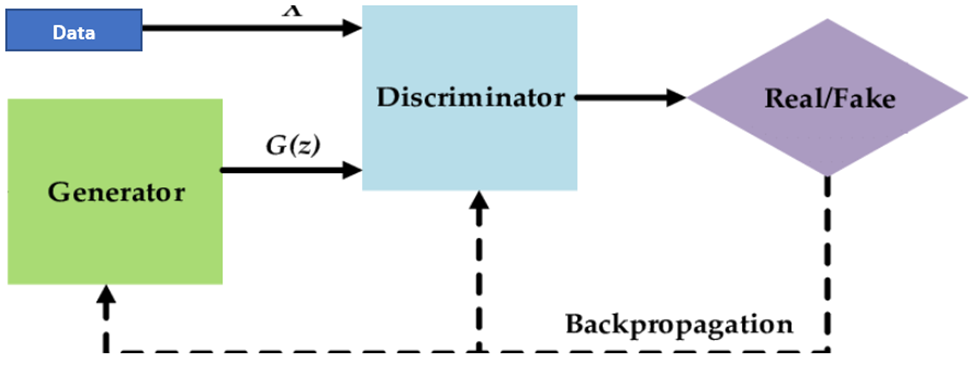 Data
Discriminator
Real/Fake
G(z)
Generator
Backpropagation